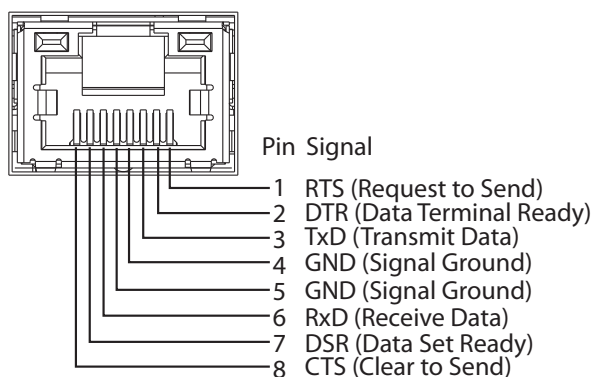 Pin Signal
1 RTS (Request to Send)
2 DTR (Data Terminal Ready)
3 TxD (Transmit Data)
4 GND (Signal Ground)
5 GND (Signal Ground)
6 RxD (Receive Data)
7 DSR (Data Set Ready)
8 CTS (Clear to Send)